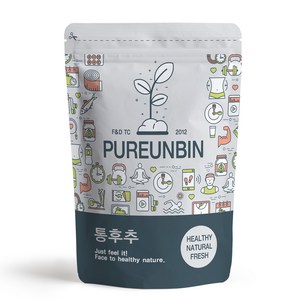 F&D TC 2012
PUREUNBIN
통후추
Just feel it!
Face to healthy nature.
HEALTHY
NATURAL
FRESH